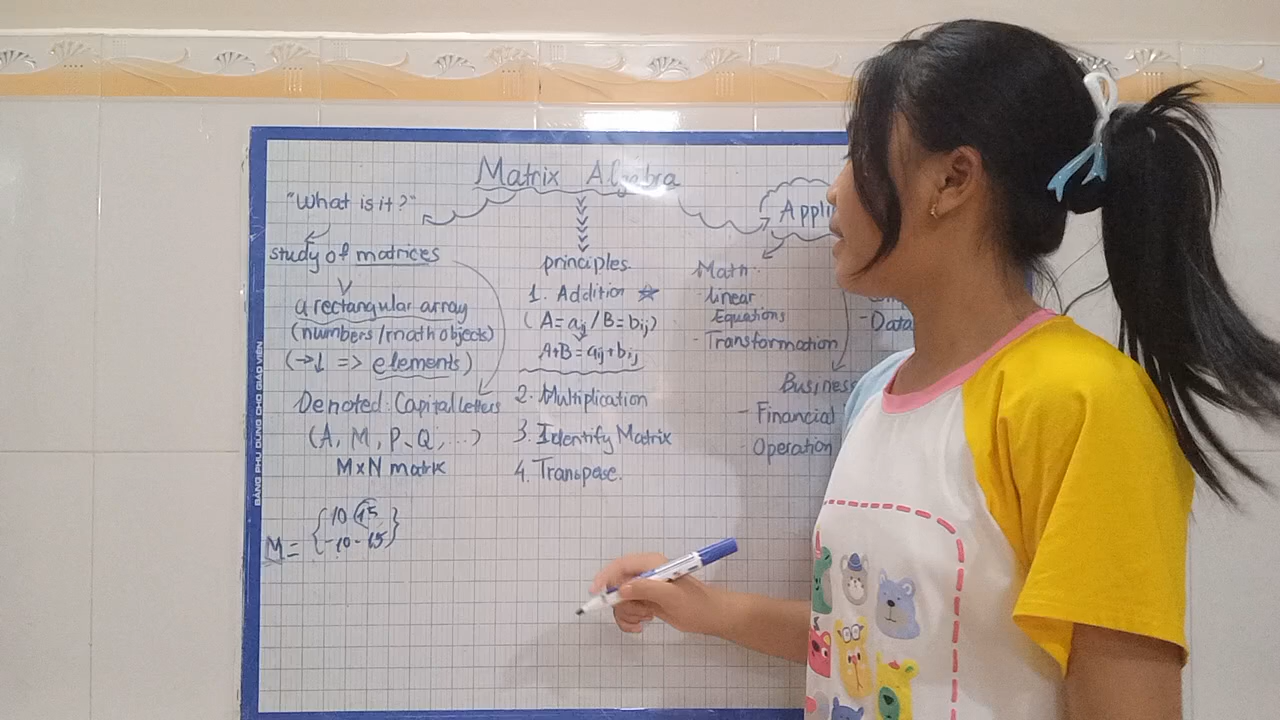 Matrix Algebra
"What is it?"
study of matrices
a rectangular array
(numbers/math objects)
(→↓ => elements)
Denoted: Capital letters
(A, M, P, Q, ...)
M×N matrix
M = { 10 15
-10 -15 }
principles
1. Addition ☆
(A = aij / B = bij)
A+B = aij + bij
2. Multiplication
3. Identify Matrix
4. Transpose.
Appli
Math:
- linear
Equations
- Transformation
- Data
Business
- Financial
- Operation
BẢNG PHỤ DÙNG CHO GIÁO VIÊN